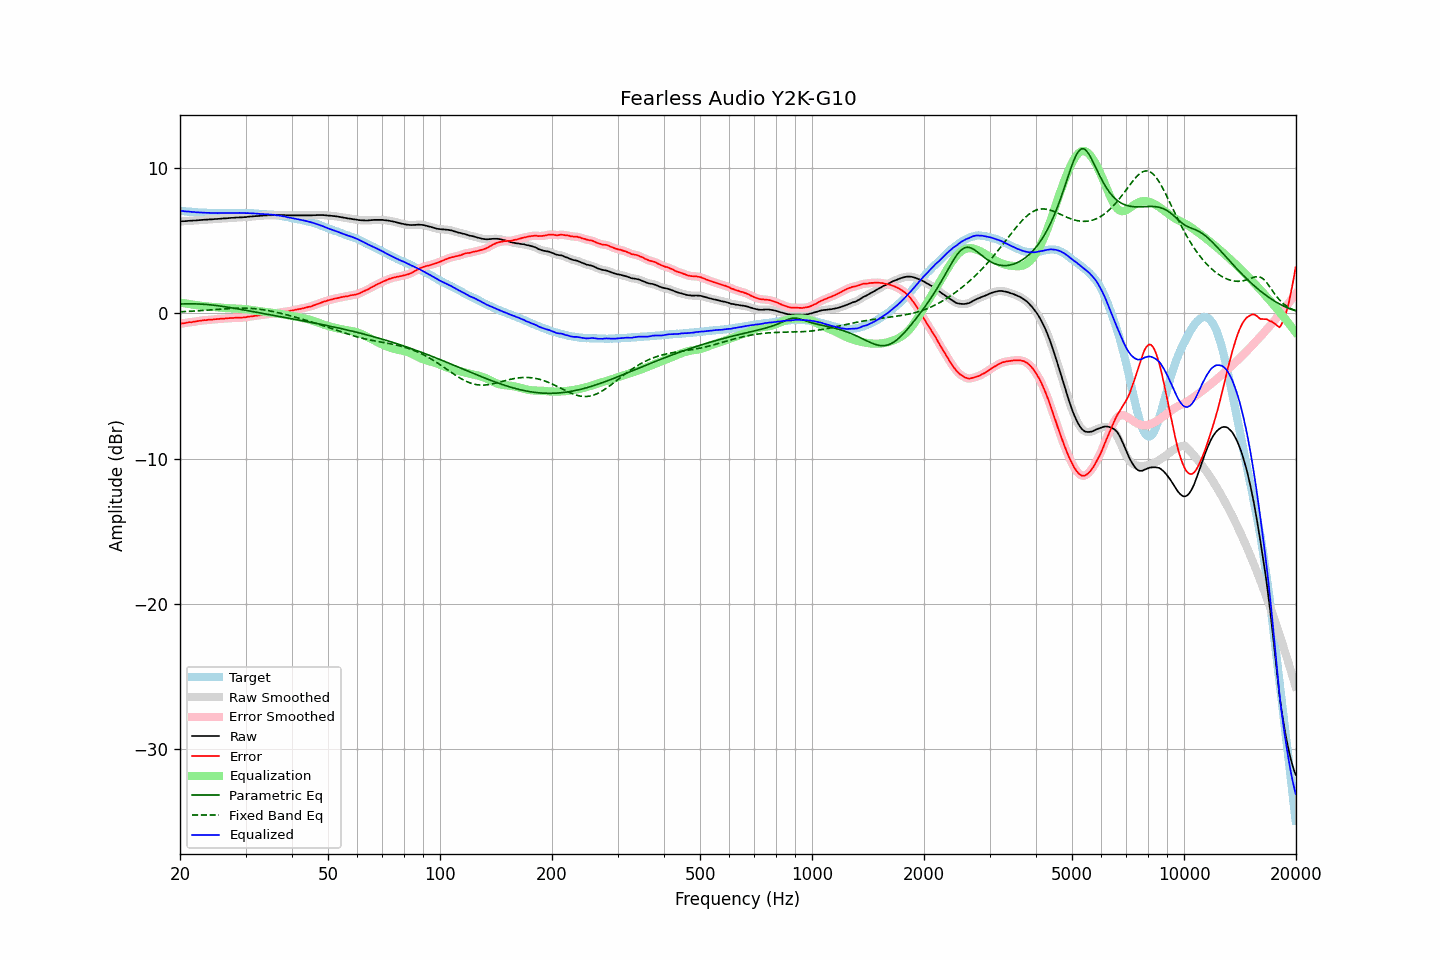 Fearless Audio Y2K-G10
Amplitude (dBr)
10
0
−10
−20
−30
Target
Raw Smoothed
Error Smoothed
Raw
Error
Equalization
Parametric Eq
Fixed Band Eq
Equalized
20 50 100 200 500 1000 2000 5000 10000 20000
Frequency (Hz)